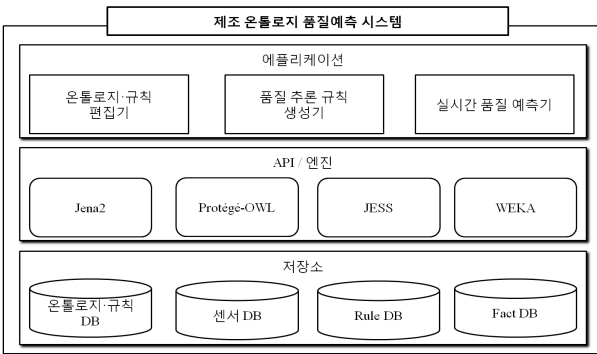 제조 온톨로지 품질예측 시스템
에플리케이션
온톨로지·규칙
편집기
품질 추론 규칙
생성기
실시간 품질 예측기
API / 엔진
Jena2
Protégé-OWL
JESS
WEKA
저장소
온톨로지·규칙
DB
센서 DB
Rule DB
Fact DB